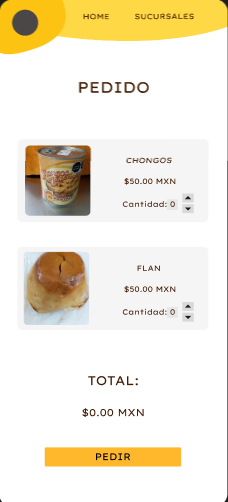 HOME SUCURSALES
PEDIDO
CHONGOS
$50.00 MXN
Cantidad: 0
FLAN
$50.00 MXN
Cantidad: 0
TOTAL:
$0.00 MXN
PEDIR